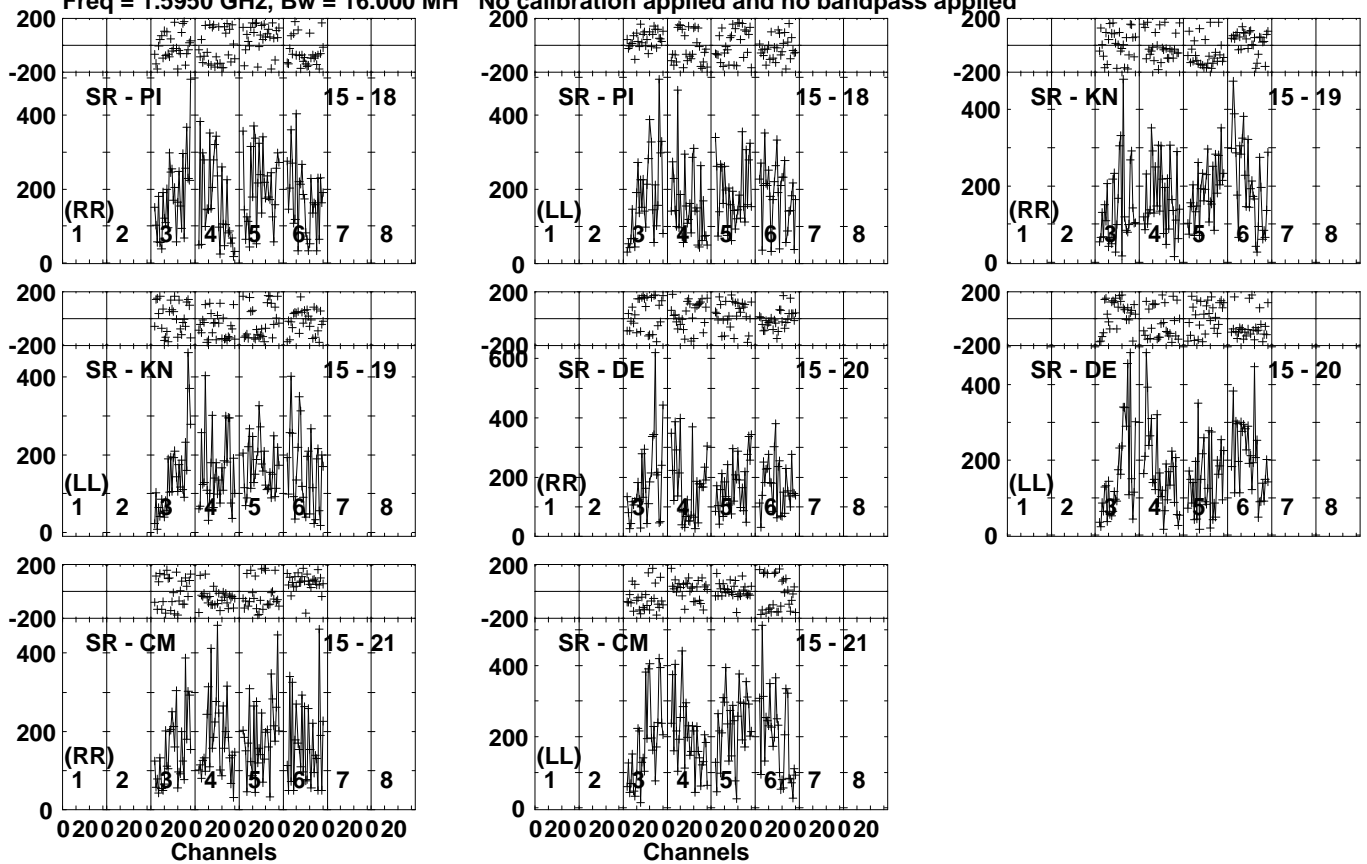 Freq = 1.5950 GHz, Bw = 16.000 MH No calibration applied and no bandpass applied
200
-200
SR - PI 15 - 18
400
200
0
(RR)
1 2 3 4 5 6 7 8
200
-200
SR - PI 15 - 18
400
200
0
(LL)
1 2 3 4 5 6 7 8
200
-200
SR - KN 15 - 19
400
200
0
(RR)
1 2 3 4 5 6 7 8
200
-200
SR - KN 15 - 19
400
200
0
(LL)
1 2 3 4 5 6 7 8
200
-200
600
SR - DE 15 - 20
400
200
0
(RR)
1 2 3 4 5 6 7 8
200
-200
SR - DE 15 - 20
400
200
0
(LL)
1 2 3 4 5 6 7 8
200
-200
SR - CM 15 - 21
400
200
0
(RR)
1 2 3 4 5 6 7 8
0 20 0 20 0 20 0 20 0 20 0 20 0 20 0 20
Channels
200
-200
SR - CM 15 - 21
400
200
0
(LL)
1 2 3 4 5 6 7 8
0 20 0 20 0 20 0 20 0 20 0 20 0 20 0 20
Channels